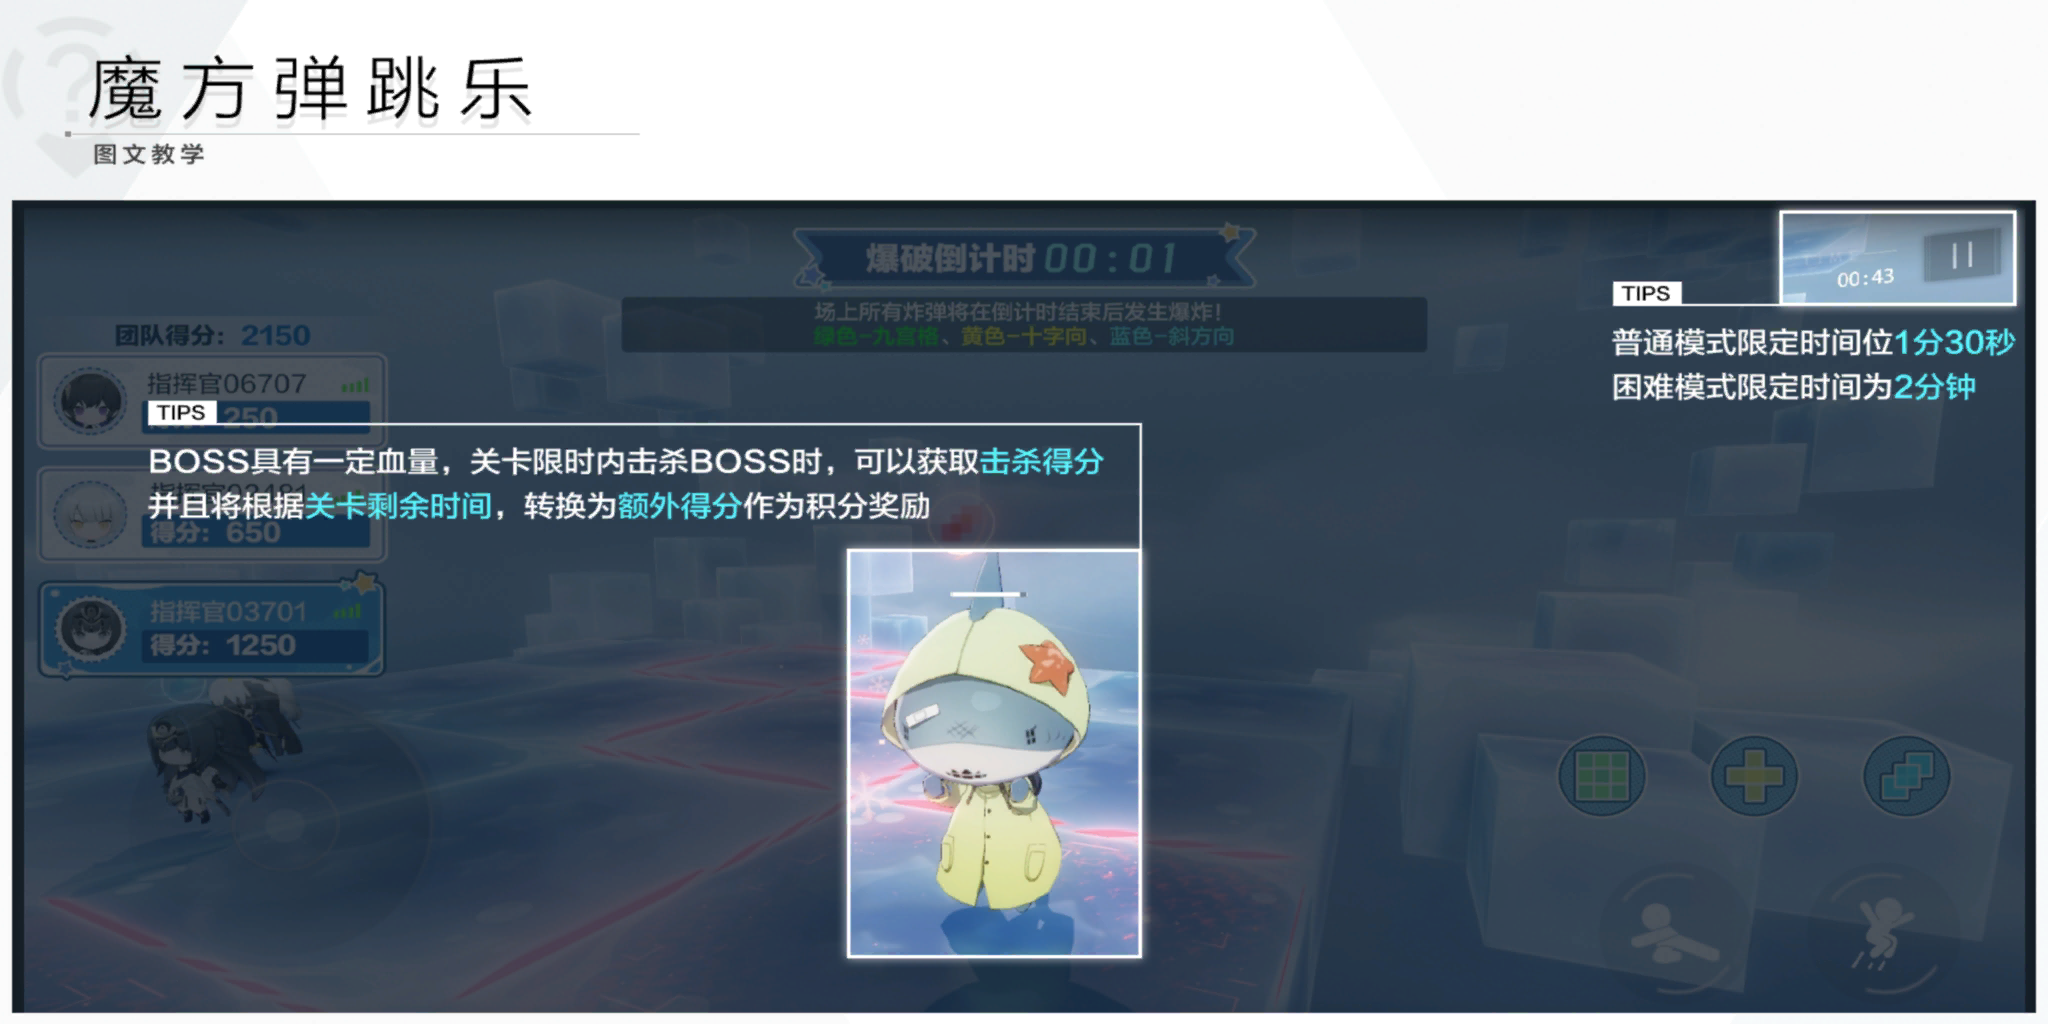 魔方弹跳乐
图文教学
爆破倒计时 00:01
场上所有炸弹将在倒计时结束后发生爆炸！
绿色-九宫格、黄色-十字向、蓝色-斜方向
00:43
TIPS
普通模式限定时间位1分30秒
困难模式限定时间为2分钟
团队得分：2150
指挥官06707
得分：250
TIPS
BOSS具有一定血量，关卡限时内击杀BOSS时，可以获取击杀得分
并且将根据关卡剩余时间，转换为额外得分作为积分奖励
得分：650
指挥官03701
得分：1250